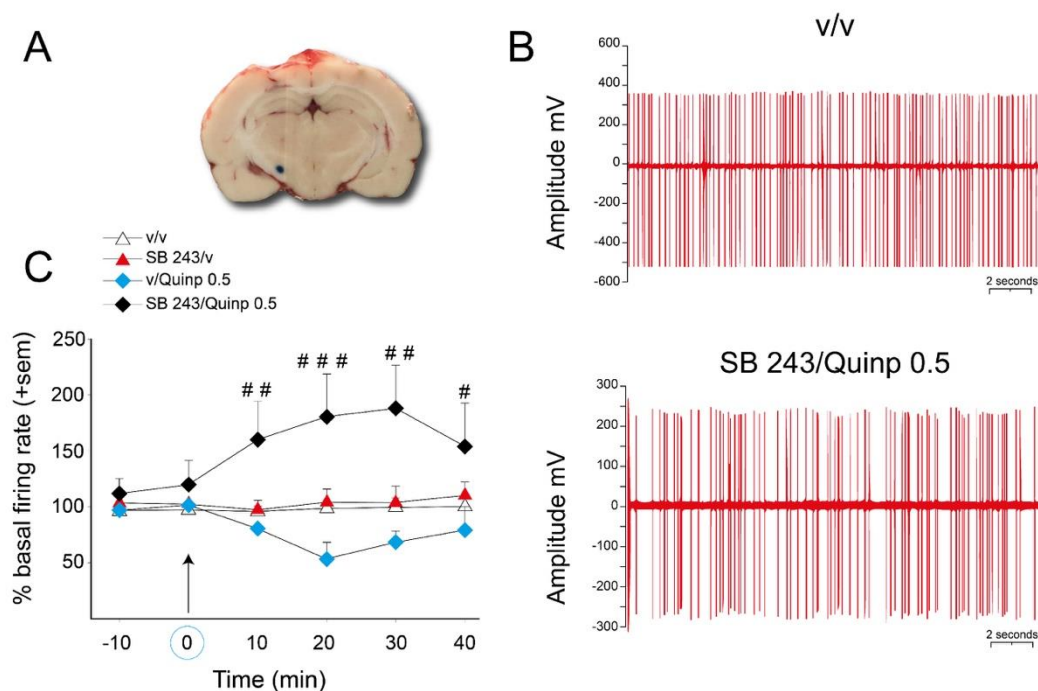 A
B
v/v
600
400
200
0
-200
-400
-600
Amplitude mV
2 seconds
v/v
SB 243/v
v/Quinp 0.5
SB 243/Quinp 0.5
C
250
200
150
100
50
% basal firing rate (+sem)
# #
# # #
# #
#
-10
0
10
20
30
40
Time (min)
SB 243/Quinp 0.5
300
200
100
0
-100
-200
-300
Amplitude mV
2 seconds